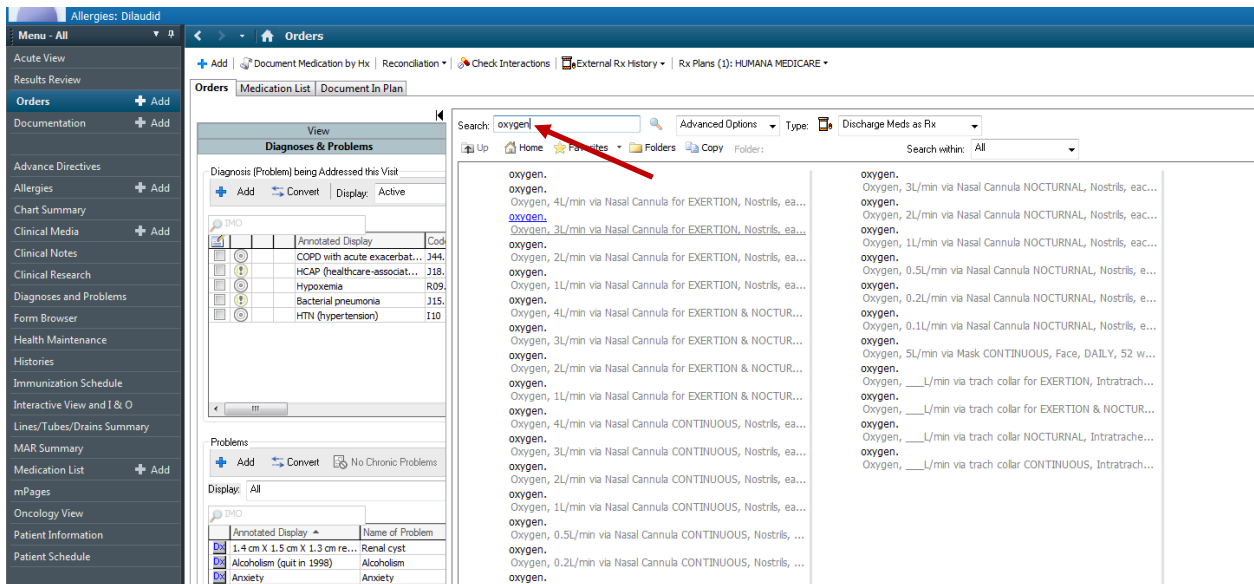 Allergies: Dilaudid
Menu - All
Orders
Acute View
Results Review
Orders Add
Documentation Add
Advance Directives
Allergies Add
Chart Summary
Clinical Media Add
Clinical Notes
Clinical Research
Diagnoses and Problems
Form Browser
Health Maintenance
Histories
Immunization Schedule
Interactive View and I & O
Lines/Tubes/Drains Summary
MAR Summary
Medication List Add
mPages
Oncology View
Patient Information
Patient Schedule
Add Document Medication by Hx Reconciliation Check Interactions External Rx History Rx Plans (1): HUMANA MEDICARE
Orders Medication List Document In Plan
View
Diagnoses & Problems
Diagnosis (Problem) being Addressed this Visit
Add Convert Display: Active
IMO
Annotated Display Code
COPD with acute exacerbat... J44.
HCAP (healthcare-associat... J18.
Hypoxemia R09.
Bacterial pneumonia J15.
HTN (hypertension) I10
Problems
Add Convert No Chronic Problems
Display: All
IMO
Annotated Display Name of Problem
Dx 1.4 cm X 1.5 cm X 1.3 cm re... Renal cyst
Dx Alcoholism (quit in 1998) Alcoholism
Dx Anxiety Anxiety
Search: oxygen Advanced Options Type: Discharge Meds as Rx
Up Home Favorites Folders Copy Folder: Search within: All
oxygen.
oxygen.
Oxygen, 4L/min via Nasal Cannula for EXERTION, Nostrils, ea...
oxygen.
Oxygen, 3L/min via Nasal Cannula for EXERTION, Nostrils, ea...
oxygen.
Oxygen, 2L/min via Nasal Cannula for EXERTION, Nostrils, ea...
oxygen.
Oxygen, 1L/min via Nasal Cannula for EXERTION, Nostrils, ea...
oxygen.
Oxygen, 4L/min via Nasal Cannula for EXERTION & NOCTUR...
oxygen.
Oxygen, 3L/min via Nasal Cannula for EXERTION & NOCTUR...
oxygen.
Oxygen, 2L/min via Nasal Cannula for EXERTION & NOCTUR...
oxygen.
Oxygen, 1L/min via Nasal Cannula for EXERTION & NOCTUR...
oxygen.
Oxygen, 4L/min via Nasal Cannula CONTINUOUS, Nostrils, ea...
oxygen.
Oxygen, 3L/min via Nasal Cannula CONTINUOUS, Nostrils, ea...
oxygen.
Oxygen, 2L/min via Nasal Cannula CONTINUOUS, Nostrils, ea...
oxygen.
Oxygen, 1L/min via Nasal Cannula CONTINUOUS, Nostrils, ea...
oxygen.
Oxygen, 0.5L/min via Nasal Cannula CONTINUOUS, Nostrils, ...
oxygen.
Oxygen, 0.2L/min via Nasal Cannula CONTINUOUS, Nostrils, ...
oxygen.
oxygen.
Oxygen, 3L/min via Nasal Cannula NOCTURNAL, Nostrils, eac...
oxygen.
Oxygen, 2L/min via Nasal Cannula NOCTURNAL, Nostrils, eac...
oxygen.
Oxygen, 1L/min via Nasal Cannula NOCTURNAL, Nostrils, eac...
oxygen.
Oxygen, 0.5L/min via Nasal Cannula NOCTURNAL, Nostrils, e...
oxygen.
Oxygen, 0.2L/min via Nasal Cannula NOCTURNAL, Nostrils, e...
oxygen.
Oxygen, 0.1L/min via Nasal Cannula NOCTURNAL, Nostrils, e...
oxygen.
Oxygen, 5L/min via Mask CONTINUOUS, Face, DAILY, 52 w...
oxygen.
Oxygen, ___L/min via trach collar for EXERTION, Intratrach...
oxygen.
Oxygen, ___L/min via trach collar for EXERTION & NOCTUR...
oxygen.
Oxygen, ___L/min via trach collar NOCTURNAL, Intratrache...
oxygen.
Oxygen, ___L/min via trach collar CONTINUOUS, Intratrach...